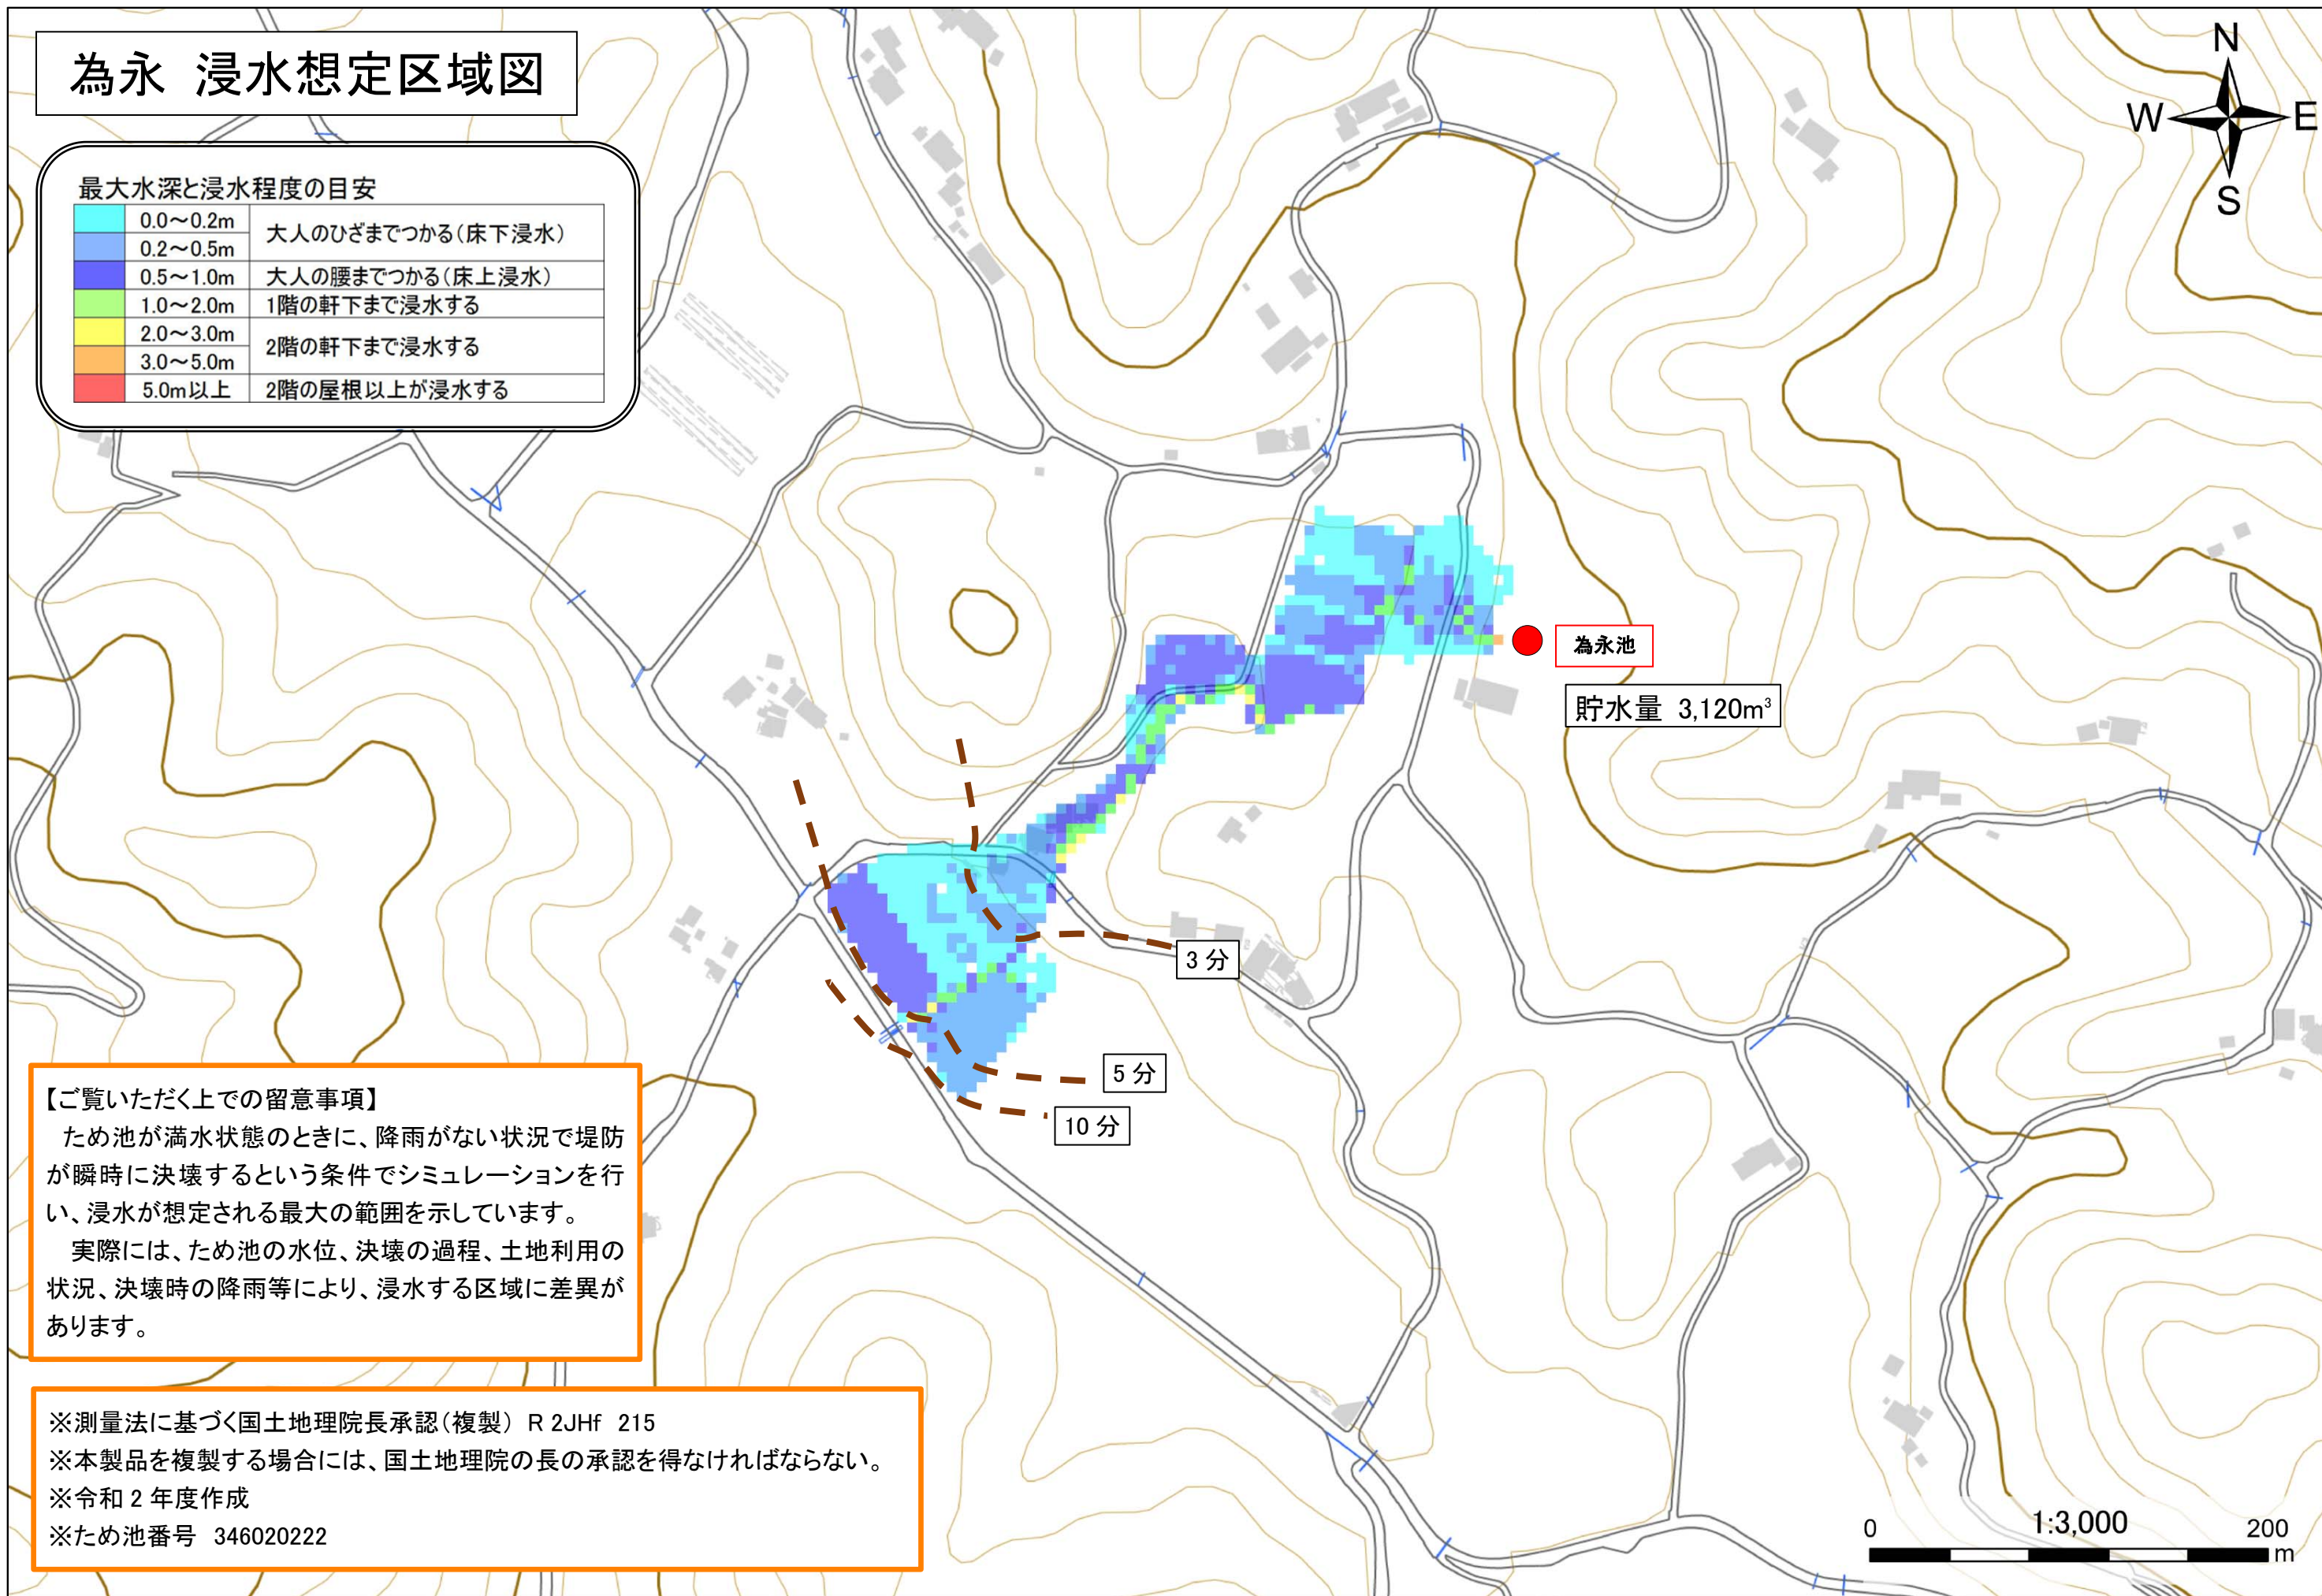 為永 浸水想定区域図
N
W
E
S
最大水深と浸水程度の目安
0.0～0.2m
大人のひざまでつかる(床下浸水)
0.2～0.5m
0.5～1.0m 大人の腰までつかる(床上浸水)
1.0～2.0m 1階の軒下まで浸水する
2.0～3.0m
2階の軒下まで浸水する
3.0～5.0m
5.0m以上 2階の屋根以上が浸水する
為永池
貯水量 3,120m³
3 分
5 分
10 分
【ご覧いただく上での留意事項】
ため池が満水状態のときに、降雨がない状況で堤防
が瞬時に決壊するという条件でシミュレーションを行
い、浸水が想定される最大の範囲を示しています。
実際には、ため池の水位、決壊の過程、土地利用の
状況、決壊時の降雨等により、浸水する区域に差異が
あります。
※測量法に基づく国土地理院長承認(複製) R 2JHf 215
※本製品を複製する場合には、国土地理院の長の承認を得なければならない。
※令和 2 年度作成
※ため池番号 346020222
0 1:3,000 200
m